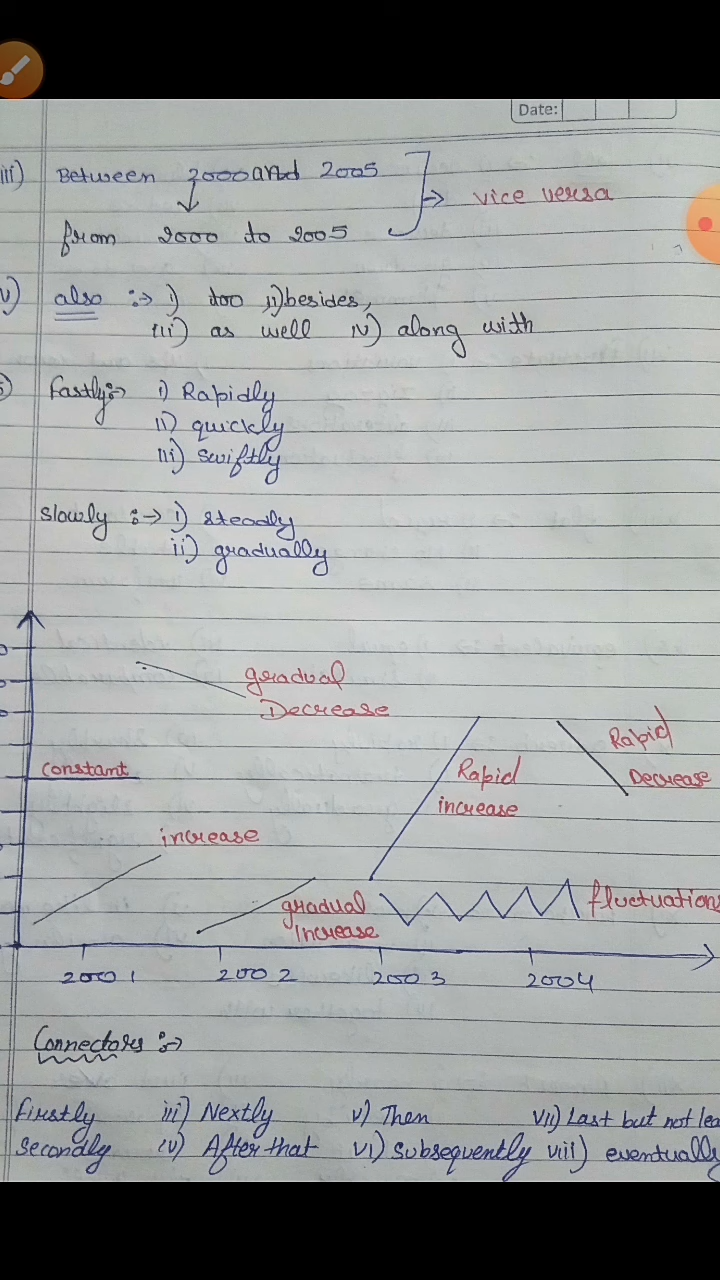 Date:
iii) Between 2000 and 2005
→ vice versa
from 2000 to 2005
also :→ i) too ii) besides,
iii) as well iv) along with
fastly:→ i) Rapidly
ii) quickly
iii) swiftly
Slowly :→ i) steadly
ii) gradually
gradual
Decrease
Rapid
Decrease
constant
Rapid
increase
increase
gradual
Increase
fluctuations
2001 2002 2003 2004
Connectors :→
firstly iii) Nextly v) Then vii) Last but not
secondly iv) After that vi) subsequently viii) eventually